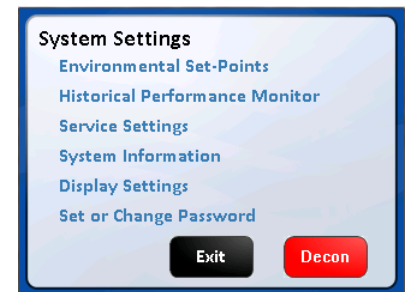 System Settings
Environmental Set-Points
Historical Performance Monitor
Service Settings
System Information
Display Settings
Set or Change Password
Exit Decon